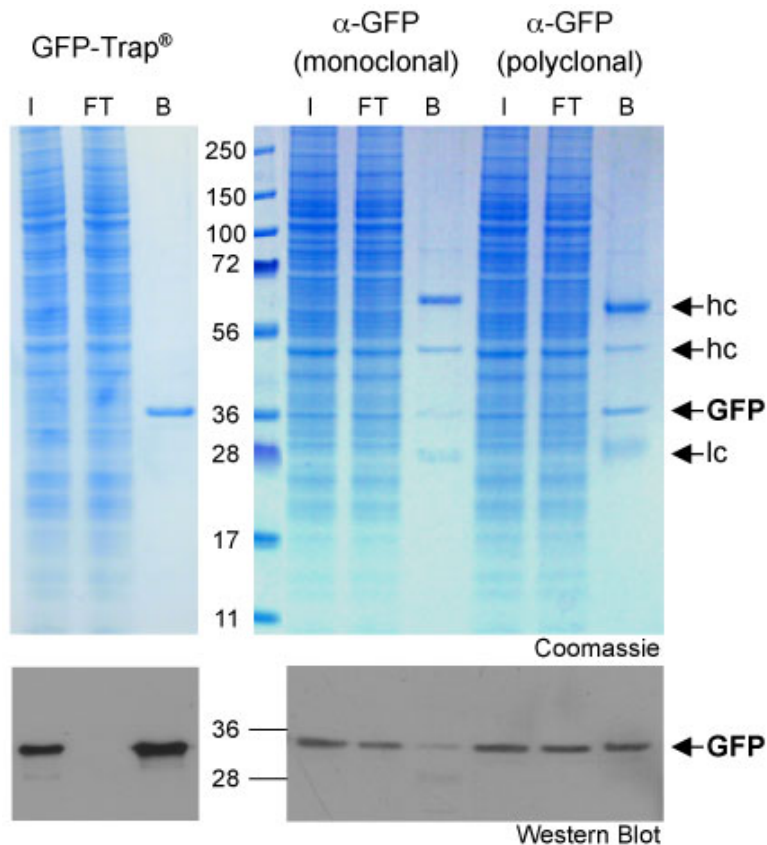 GFP-Trap®
α-GFP
(monoclonal)
α-GFP
(polyclonal)
I FT B
I FT B I FT B
250
150
100
72
56
36
28
17
11
hc
hc
GFP
lc
Coomassie
36
28
GFP
Western Blot